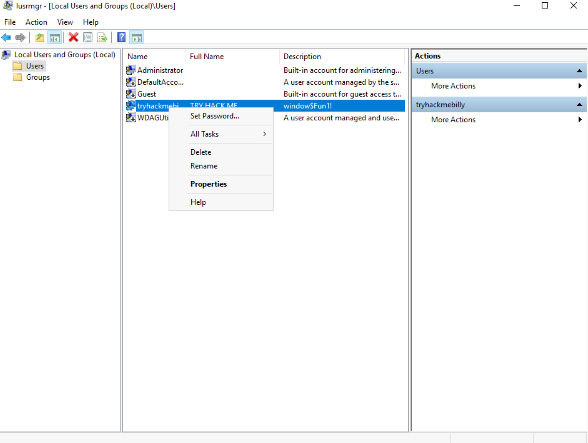 lusrmgr - [Local Users and Groups (Local)\Users]
File Action View Help
Local Users and Groups (Local)
Users
Groups
Name Full Name Description
Administrator Built-in account for administering...
DefaultAcco... A user account managed by the s...
Guest Built-in account for guest access t...
tryhackmebi... TRY HACK ME window$Fun1!
WDAGUti A user account managed and use...
Set Password...
All Tasks
Delete
Rename
Properties
Help
Actions
Users
More Actions
tryhackmebilly
More Actions